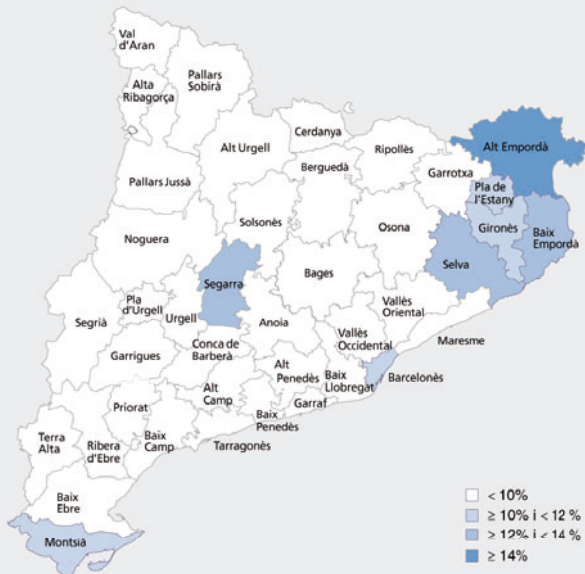 Val
d'Aran
Alta
Ribagorça
Pallars
Sobirà
Cerdanya
Alt Urgell
Ripollès
Alt Empordà
Berguedà
Garrotxa
Pallars Jussà
Pla de
l'Estany
Solsonès
Osona
Gironès
Baix
Empordà
Noguera
Selva
Segarra
Bages
Pla
d'Urgell
Urgell
Segrià
Vallès
Oriental
Anoia
Vallès
Occidental
Maresme
Conca de
Barberà
Garrigues
Alt
Penedès
Baix
Llobregat
Barcelonès
Alt
Camp
Priorat
Garraf
Baix
Penedès
Terra
Alta
Ribera
d'Ebre
Baix
Camp
Tarragonès
Baix
Ebre
Montsià
< 10%
≥ 10% i < 12 %
≥ 12% i < 14 %
≥ 14%